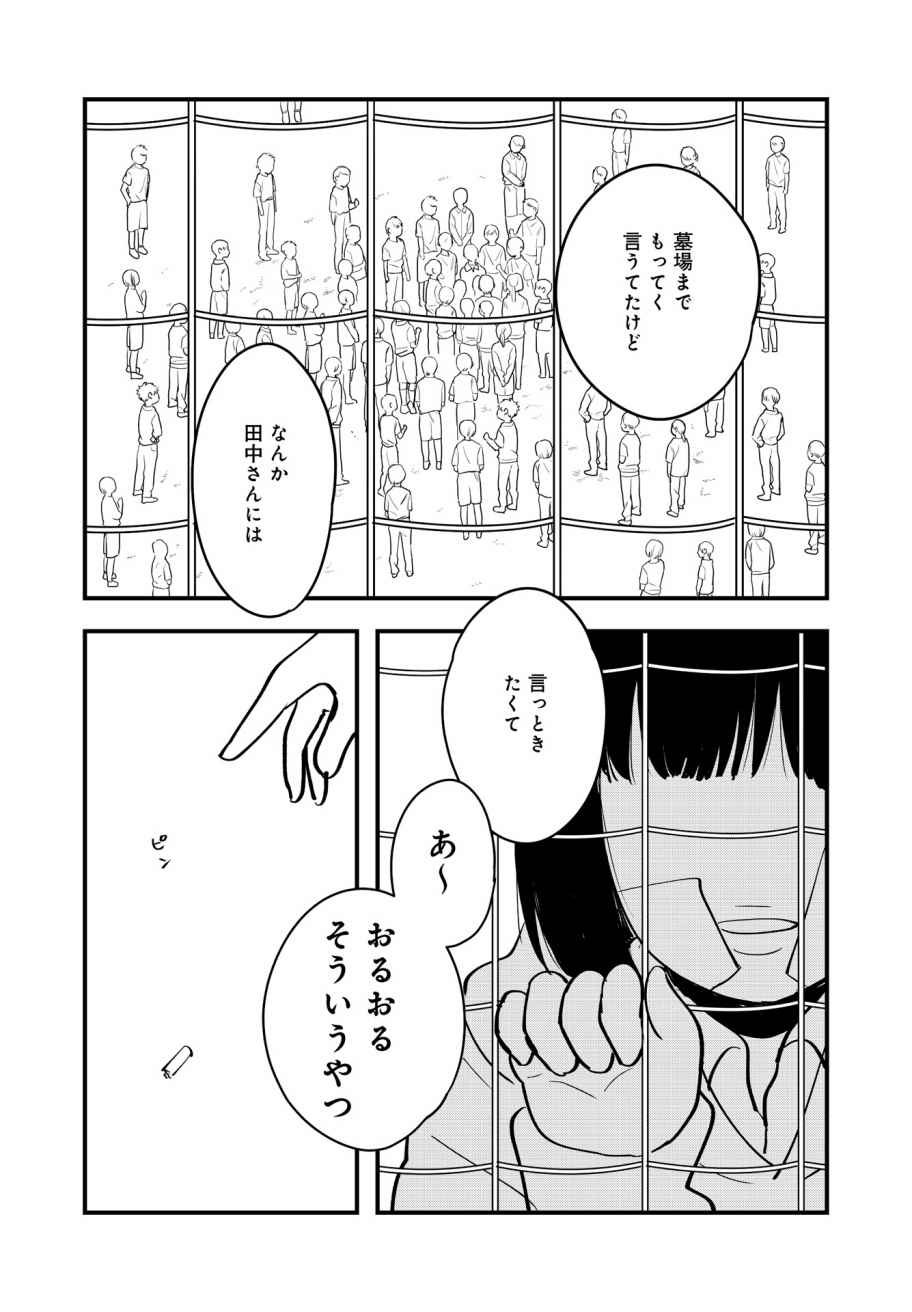 墓場まで
もってく
言うてたけど
なんか
田中さんには
言っとき
たくて
あ～
おるおる
そういうやつ
ピン